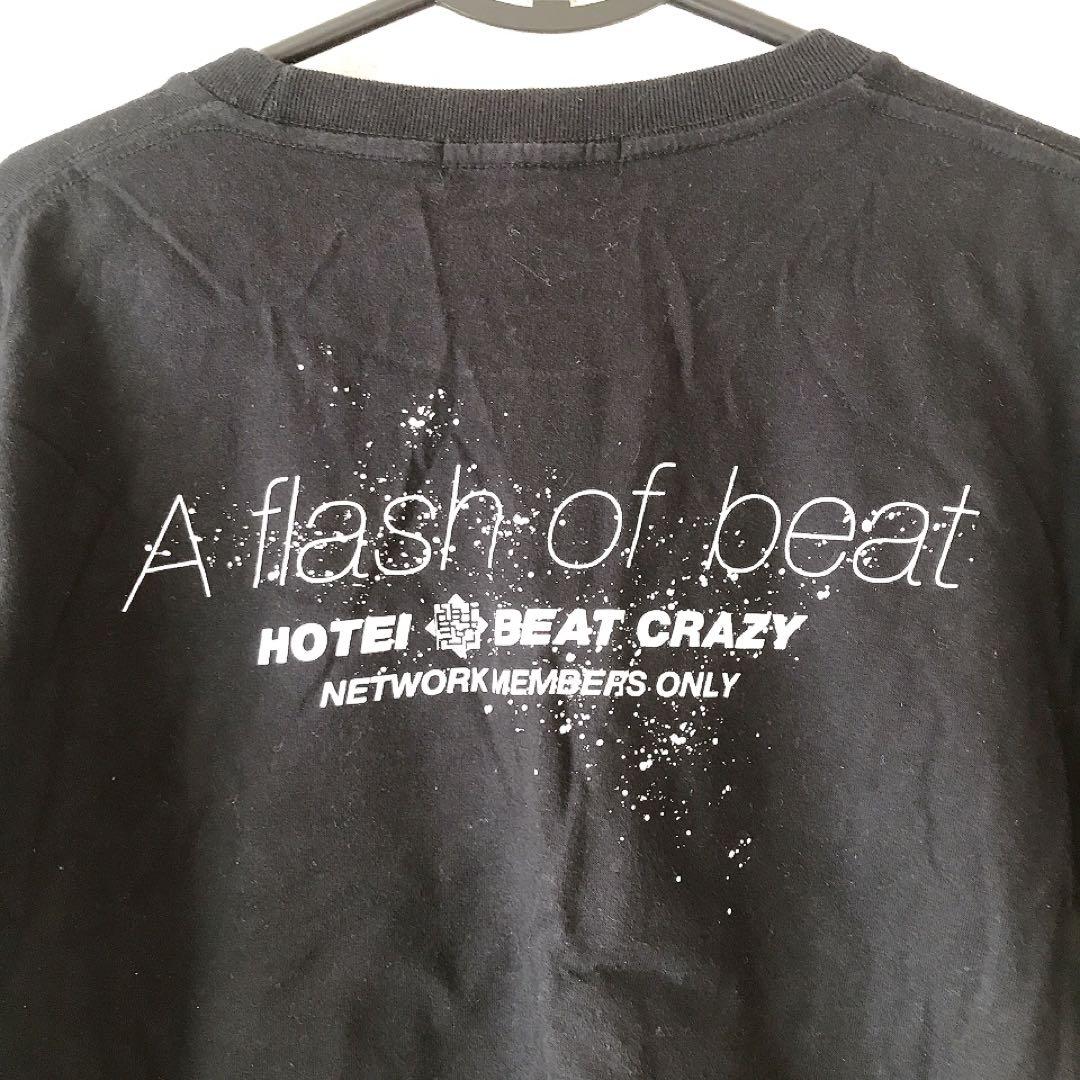 A flash of beat
HOTEI BEAT CRAZY
NETWORK MEMBERS ONLY